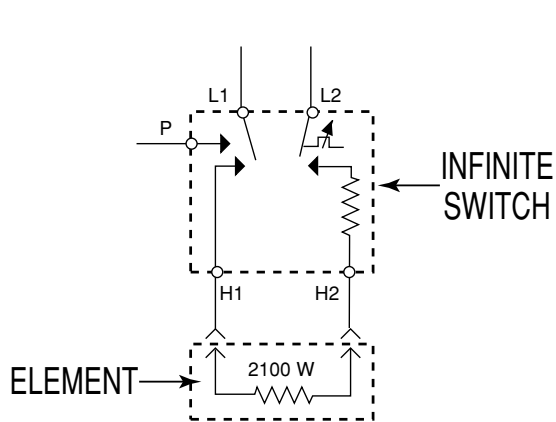 L1
L2
P
INFINITE
SWITCH
H1
H2
2100 W
ELEMENT